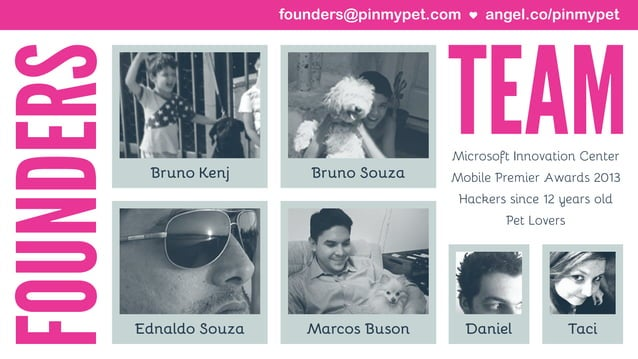 founders@pinmypet.com ♥ angel.co/pinmypet
FOUNDERS
Bruno Kenj
Bruno Souza
Ednaldo Souza
Marcos Buson
TEAM
Microsoft Innovation Center
Mobile Premier Awards 2013
Hackers since 12 years old
Pet Lovers
Daniel
Taci